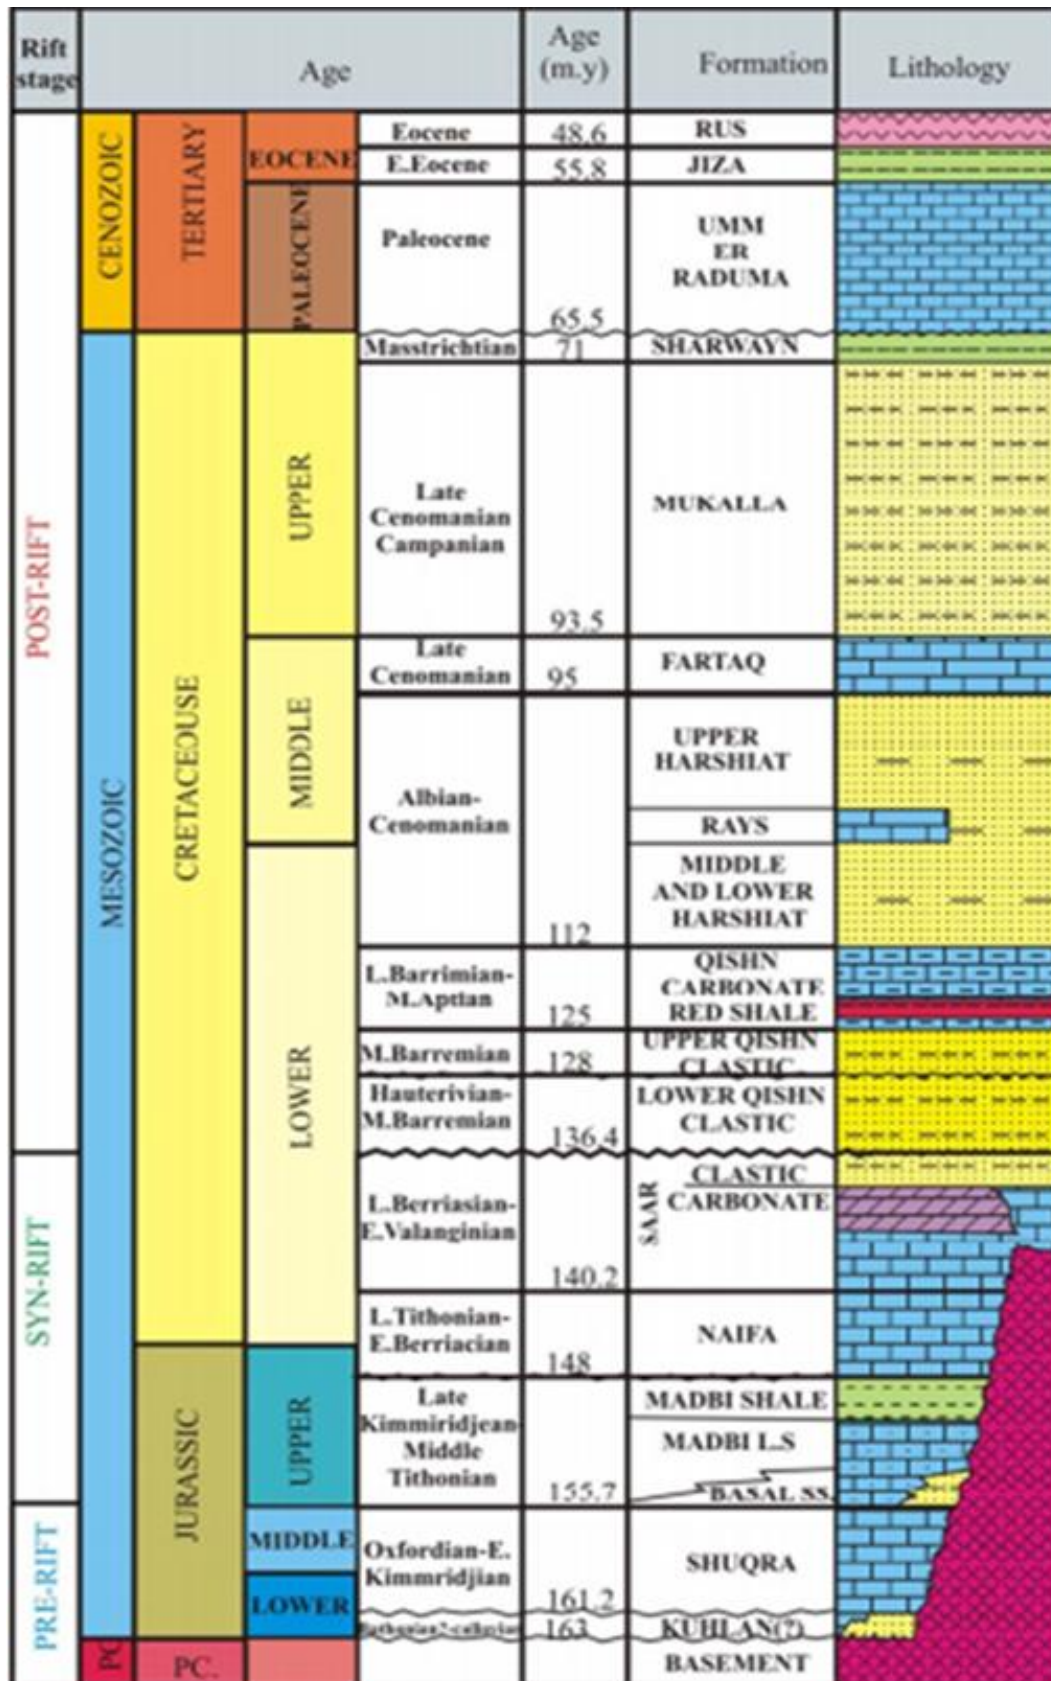 Rift
stage
Age
Age
(m.y)
Formation
Lithology
POST-RIFT
SYN-RIFT
PRE-RIFT
CENOZOIC
MESOZOIC
PC
TERTIARY
CRETACEOUSE
JURASSIC
PC.
EOCENE
PALEOCENE
UPPER
MIDDLE
LOWER
UPPER
MIDDLE
LOWER
Eocene
48.6
RUS
E.Eocene
55.8
JIZA
Paleocene
65.5
UMM
ER
RADUMA
Masstrichtian
71
SHARWAYN
Late
Cenomanian
Campanian
93.5
MUKALLA
Late
Cenomanian
95
FARTAQ
Albian-
Cenomanian
112
UPPER
HARSHIAT
RAYS
MIDDLE
AND LOWER
HARSHIAT
L.Barrimian-
M.Aptian
125
QISHN
CARBONATE
RED SHALE
M.Barremian
128
UPPER QISHN
CLASTIC
Hauterivian-
M.Barremian
136.4
LOWER QISHN
CLASTIC
L.Berriasian-
E.Valanginian
140.2
SAAR
CLASTIC
CARBONATE
L.Tithonian-
E.Berriacian
148
NAIFA
Late
Kimmiridjean-
Middle
Tithonian
155.7
MADBI SHALE
MADBI L.S
BASAL SS.
Oxfordian-E.
Kimmridjian
161.2
SHUQRA
163
KUHLAN(?)
BASEMENT